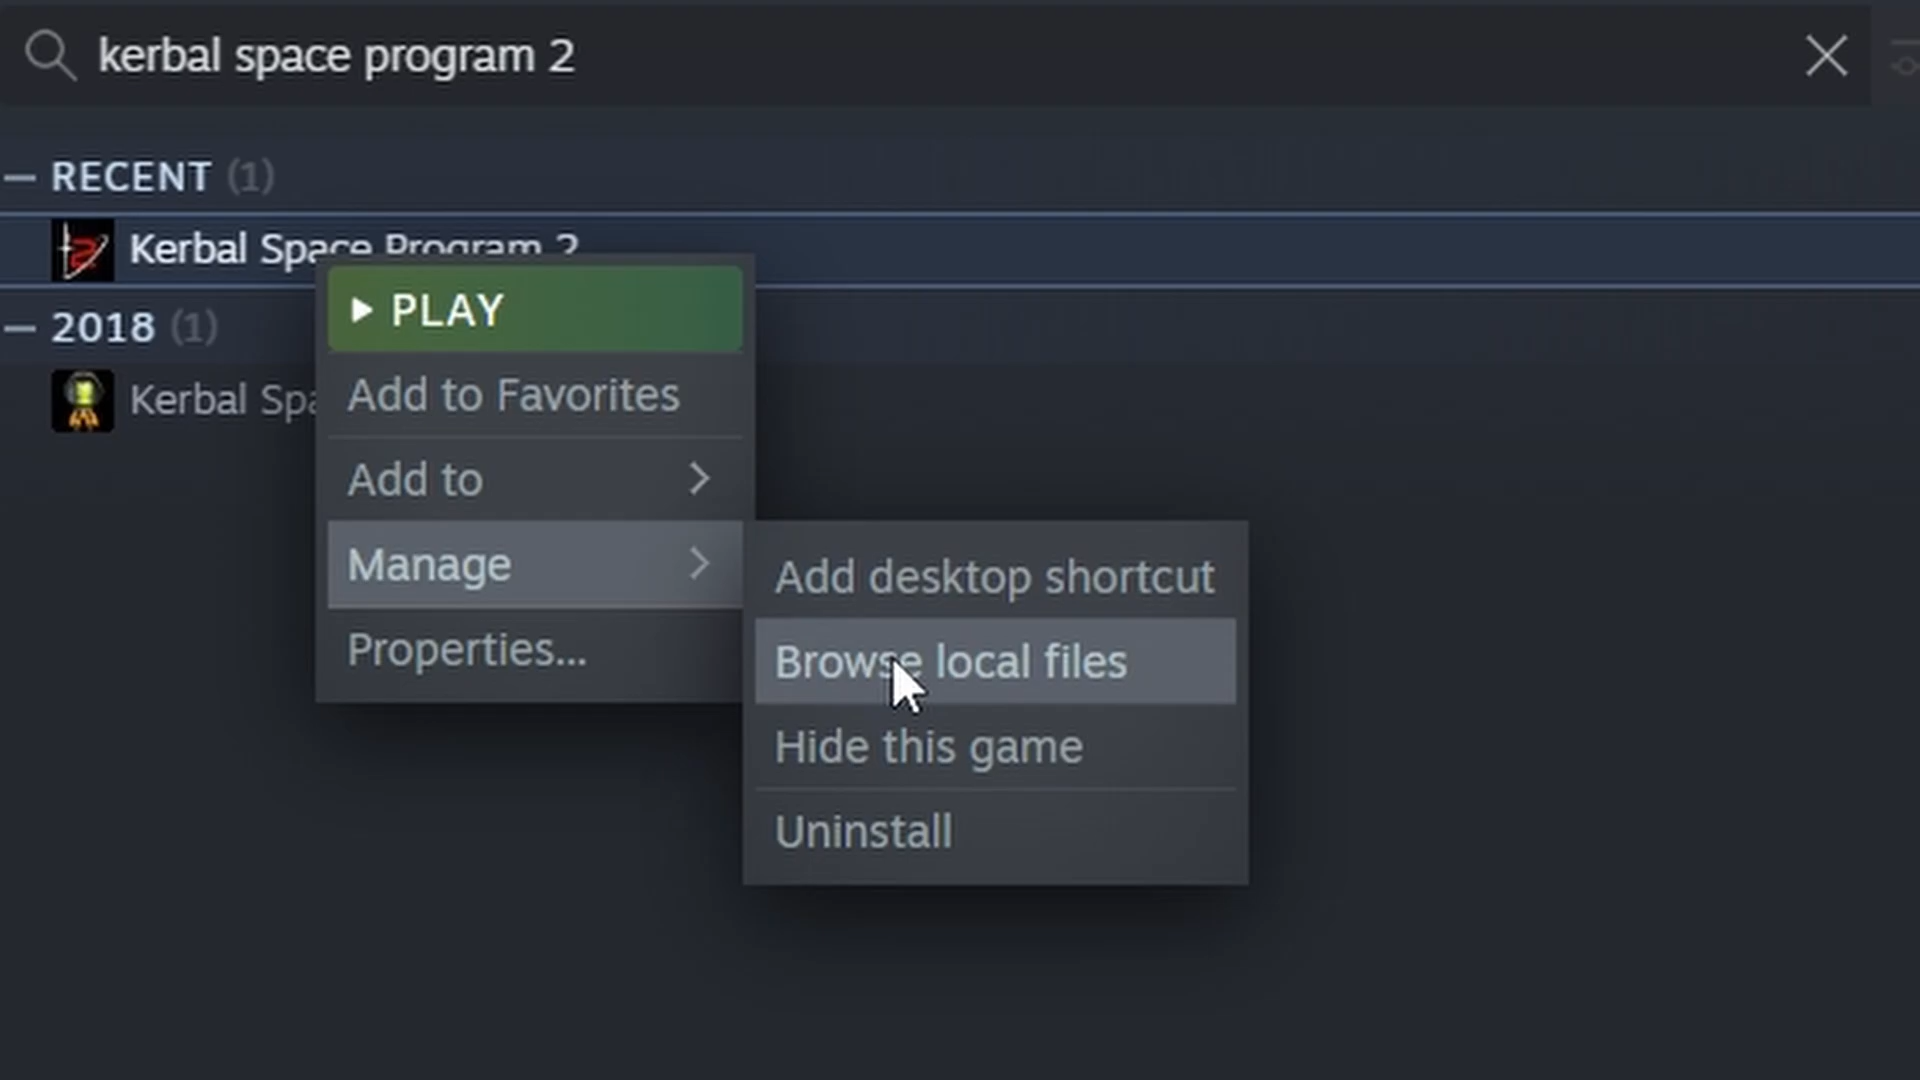 kerbal space program 2
RECENT (1)
Kerbal Space Program 2
PLAY
2018 (1)
Add to Favorites
Kerbal Spa
Add to
Manage
Add desktop shortcut
Properties...
Browse local files
Hide this game
Uninstall